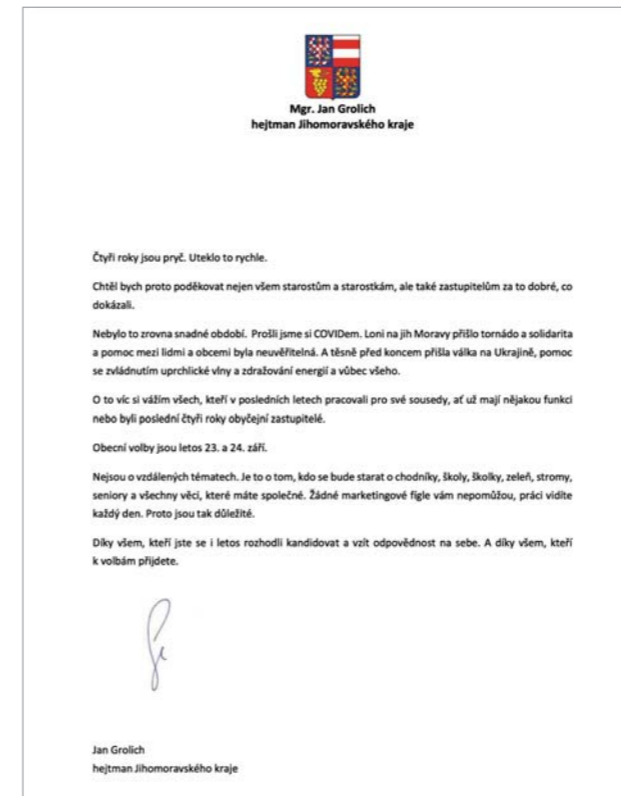 Mgr. Jan Grolich
hejtman Jihomoravského kraje
Čtyři roky jsou pryč. Uteklo to rychle.
Chtěl bych proto poděkovat nejen všem starostům a starostkám, ale také zastupitelům za to dobré, co
dokázali.
Nebylo to zrovna snadné období. Prošli jsme si COVIDem. Loni na jih Moravy přišlo tornádo a solidarita
a pomoc mezi lidmi a obcemi byla neuvěřitelná. A těsně před koncem přišla válka na Ukrajině, pomoc
se zvládnutím uprchlické vlny a zdražování energií a vůbec všeho.
O to víc si vážím všech, kteří v posledních letech pracovali pro své sousedy, ať už mají nějakou funkci
nebo byli poslední čtyři roky obyčejní zastupitelé.
Obecní volby jsou letos 23. a 24. září.
Nejsou o vzdálených tématech. Je to o tom, kdo se bude starat o chodníky, školy, školky, zeleň, stromy,
seniory a všechny věci, které máte společné. Žádné marketingové fígle vám nepomůžou, práci vidíte
každý den. Proto jsou tak důležité.
Díky všem, kteří jste se i letos rozhodli kandidovat a vzít odpovědnost na sebe. A díky všem, kteří
k volbám přijdete.
Jan Grolich
hejtman Jihomoravského kraje